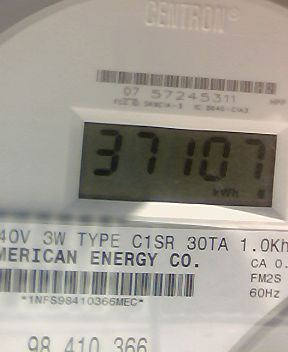 CENTRON®
07 57245311
37107
kWh
40V 3W TYPE C1SR 30TA 1.0Kh
MERICAN ENERGY CO.
CA 0.
FM2S
*1NFS98410366MEC*
60Hz
98 410 366